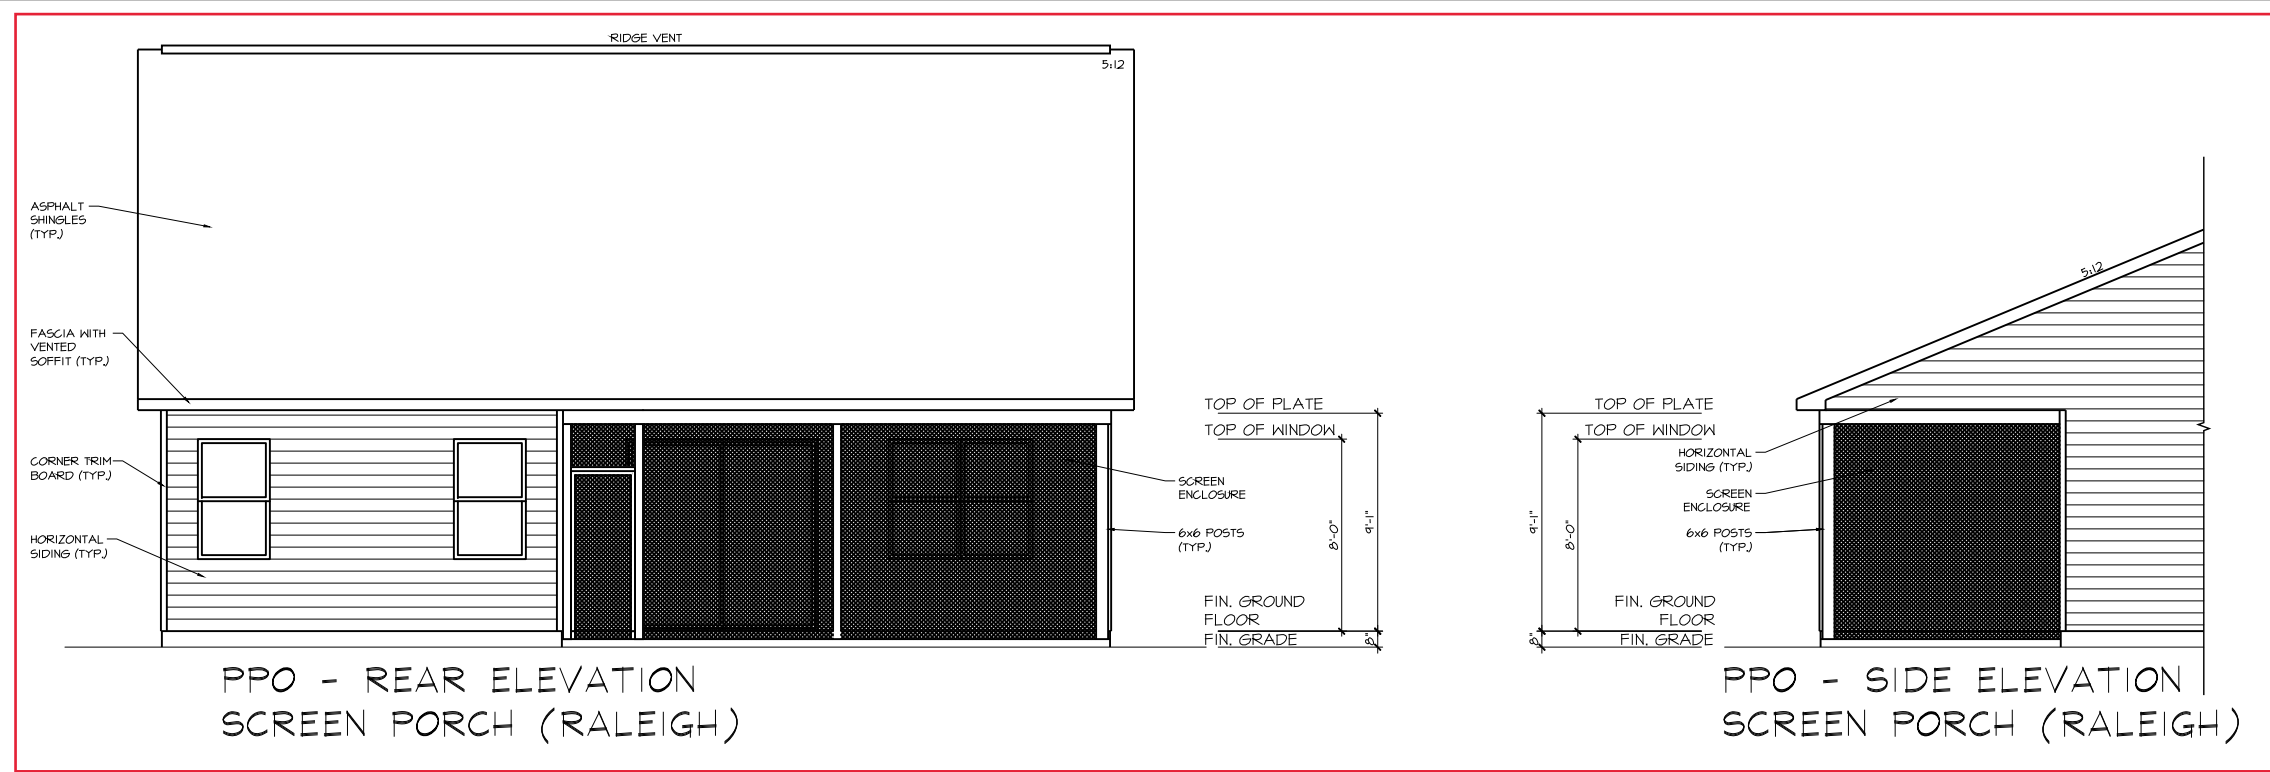 RIDGE VENT
5:12
ASPHALT
SHINGLES
(TYP.)
FASCIA WITH
VENTED
SOFFIT (TYP.)
CORNER TRIM
BOARD (TYP.)
HORIZONTAL
SIDING (TYP.)
SCREEN
ENCLOSURE
6x6 POSTS
(TYP.)
TOP OF PLATE
TOP OF WINDOW
8'-0"
9'-1"
FIN. GROUND
FLOOR
FIN. GRADE
8"
PPO - REAR ELEVATION
SCREEN PORCH (RALEIGH)
5:12
TOP OF PLATE
TOP OF WINDOW
HORIZONTAL
SIDING (TYP.)
SCREEN
ENCLOSURE
6x6 POSTS
(TYP.)
9'-1"
8'-0"
FIN. GROUND
FLOOR
FIN. GRADE
8"
PPO - SIDE ELEVATION
SCREEN PORCH (RALEIGH)